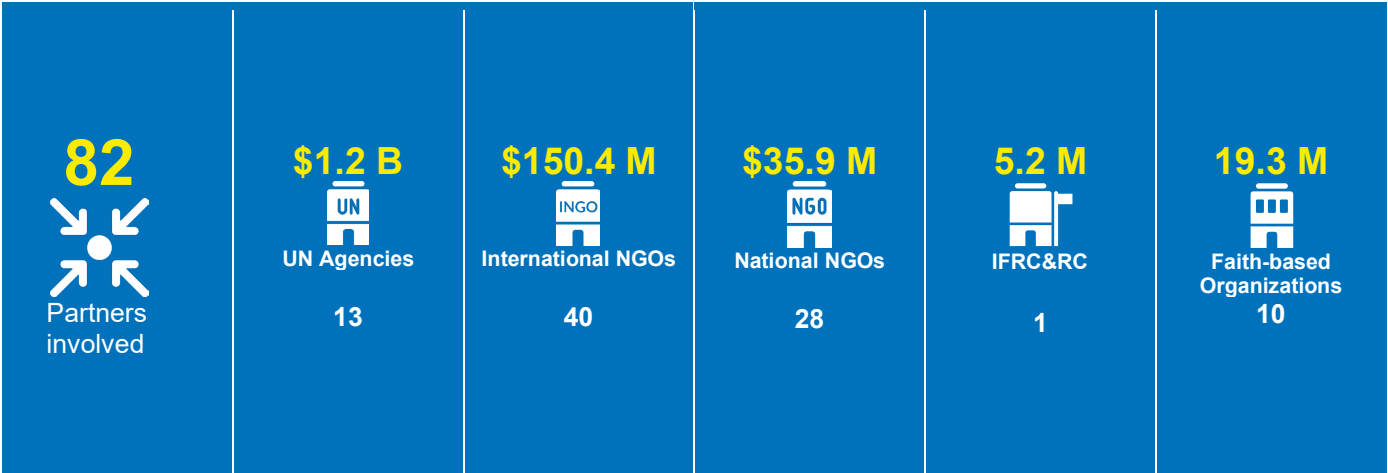 82
Partners
involved
$1.2 B
UN
UN Agencies
13
$150.4 M
INGO
International NGOs
40
$35.9 M
NGO
National NGOs
28
5.2 M
IFRC&RC
1
19.3 M
Faith-based
Organizations
10